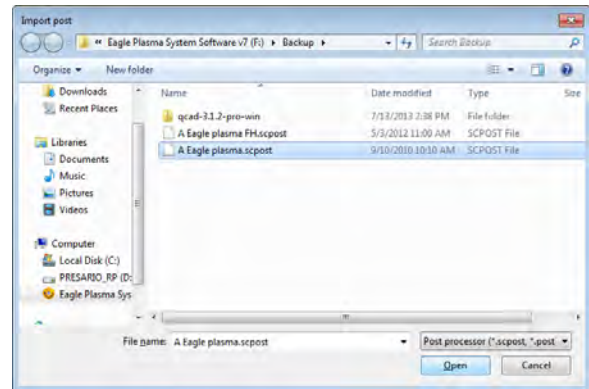 Import post
« Eagle Plasma System Software v7 (F:) ▸ Backup ▸
Search Backup
Organize ▾ New folder
Name Date modified Type Size
Downloads
Recent Places
Libraries
Documents
Music
Pictures
Videos
Computer
Local Disk (C:)
PRESARIO_RP (D:
Eagle Plasma Sys
qcad-3.1.2-pro-win 7/13/2013 2:38 PM File folder
A Eagle plasma FH.scpost 5/3/2012 11:00 AM SCPOST File
A Eagle plasma.scpost 9/10/2010 10:10 AM SCPOST File
File name: A Eagle plasma.scpost
Post processor (*.scpost, *.post
Open Cancel